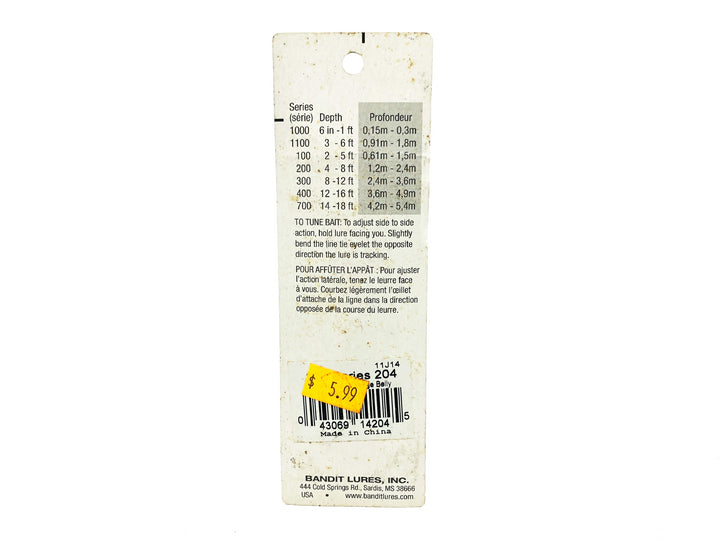 Series
(série) Depth Profondeur
1000 6 in -1 ft 0,15m - 0,3m
1100 3 - 6 ft 0,91m - 1,8m
100 2 - 5 ft 0,61m - 1,5m
200 4 - 8 ft 1,2m - 2,4m
300 8 -12 ft 2,4m - 3,6m
400 12 -16 ft 3,6m - 4,9m
700 14 -18 ft 4,2m - 5,4m
TO TUNE BAIT: To adjust side to side
action, hold lure facing you. Slightly
bend the line tie eyelet the opposite
direction the lure is tracking.
POUR AFFÛTER L'APPÂT : Pour ajuster
l'action latérale, tenez le leurre face
à vous. Courbez légèrement l'œillet
d'attache de la ligne dans la direction
opposée de la course du leurre.
11J14
204
Belly
$ 5.99
0 43069 14204 5
Made in China
BANDIT LURES, INC.
444 Cold Springs Rd., Sardis, MS 38666
USA • www.banditlures.com